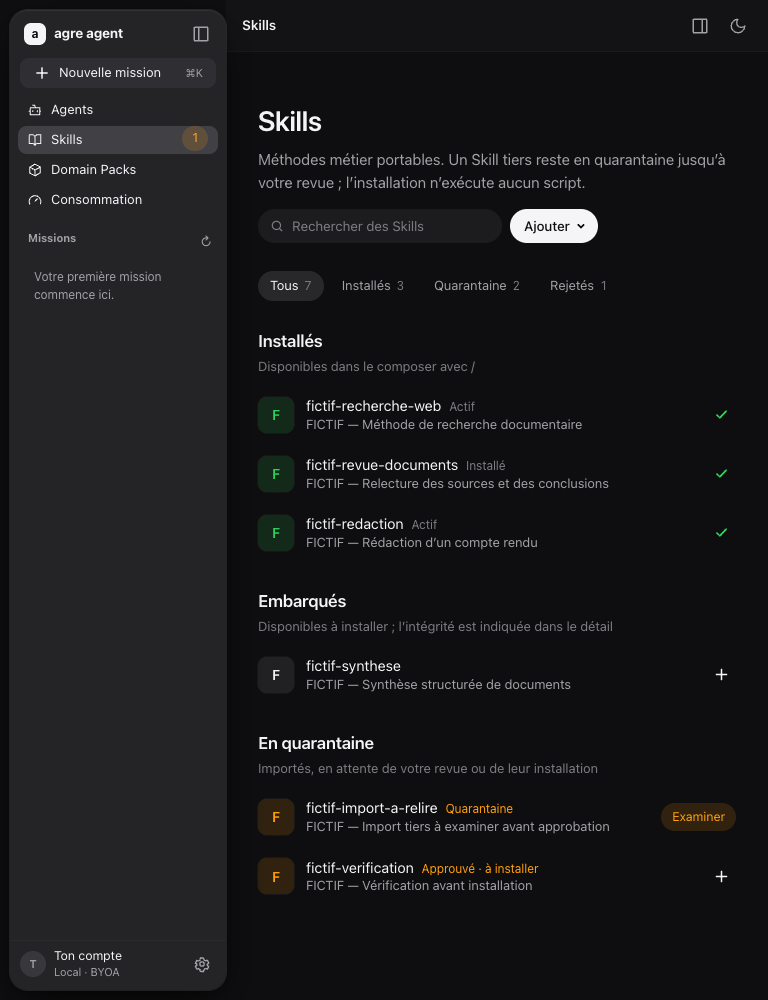 a agre agent
Nouvelle mission ⌘K
Agents
Skills 1
Domain Packs
Consommation
Missions
Votre première mission
commence ici.
T
Ton compte
Local · BYOA
Skills
Skills
Méthodes métier portables. Un Skill tiers reste en quarantaine jusqu’à
votre revue ; l’installation n’exécute aucun script.
Rechercher des Skills
Ajouter
Tous 7 Installés 3 Quarantaine 2 Rejetés 1
Installés
Disponibles dans le composer avec /
F
fictif-recherche-web Actif
FICTIF — Méthode de recherche documentaire
F
fictif-revue-documents Installé
FICTIF — Relecture des sources et des conclusions
F
fictif-redaction Actif
FICTIF — Rédaction d’un compte rendu
Embarqués
Disponibles à installer ; l’intégrité est indiquée dans le détail
F
fictif-synthese
FICTIF — Synthèse structurée de documents
En quarantaine
Importés, en attente de votre revue ou de leur installation
F
fictif-import-a-relire Quarantaine
FICTIF — Import tiers à examiner avant approbation
Examiner
F
fictif-verification Approuvé · à installer
FICTIF — Vérification avant installation